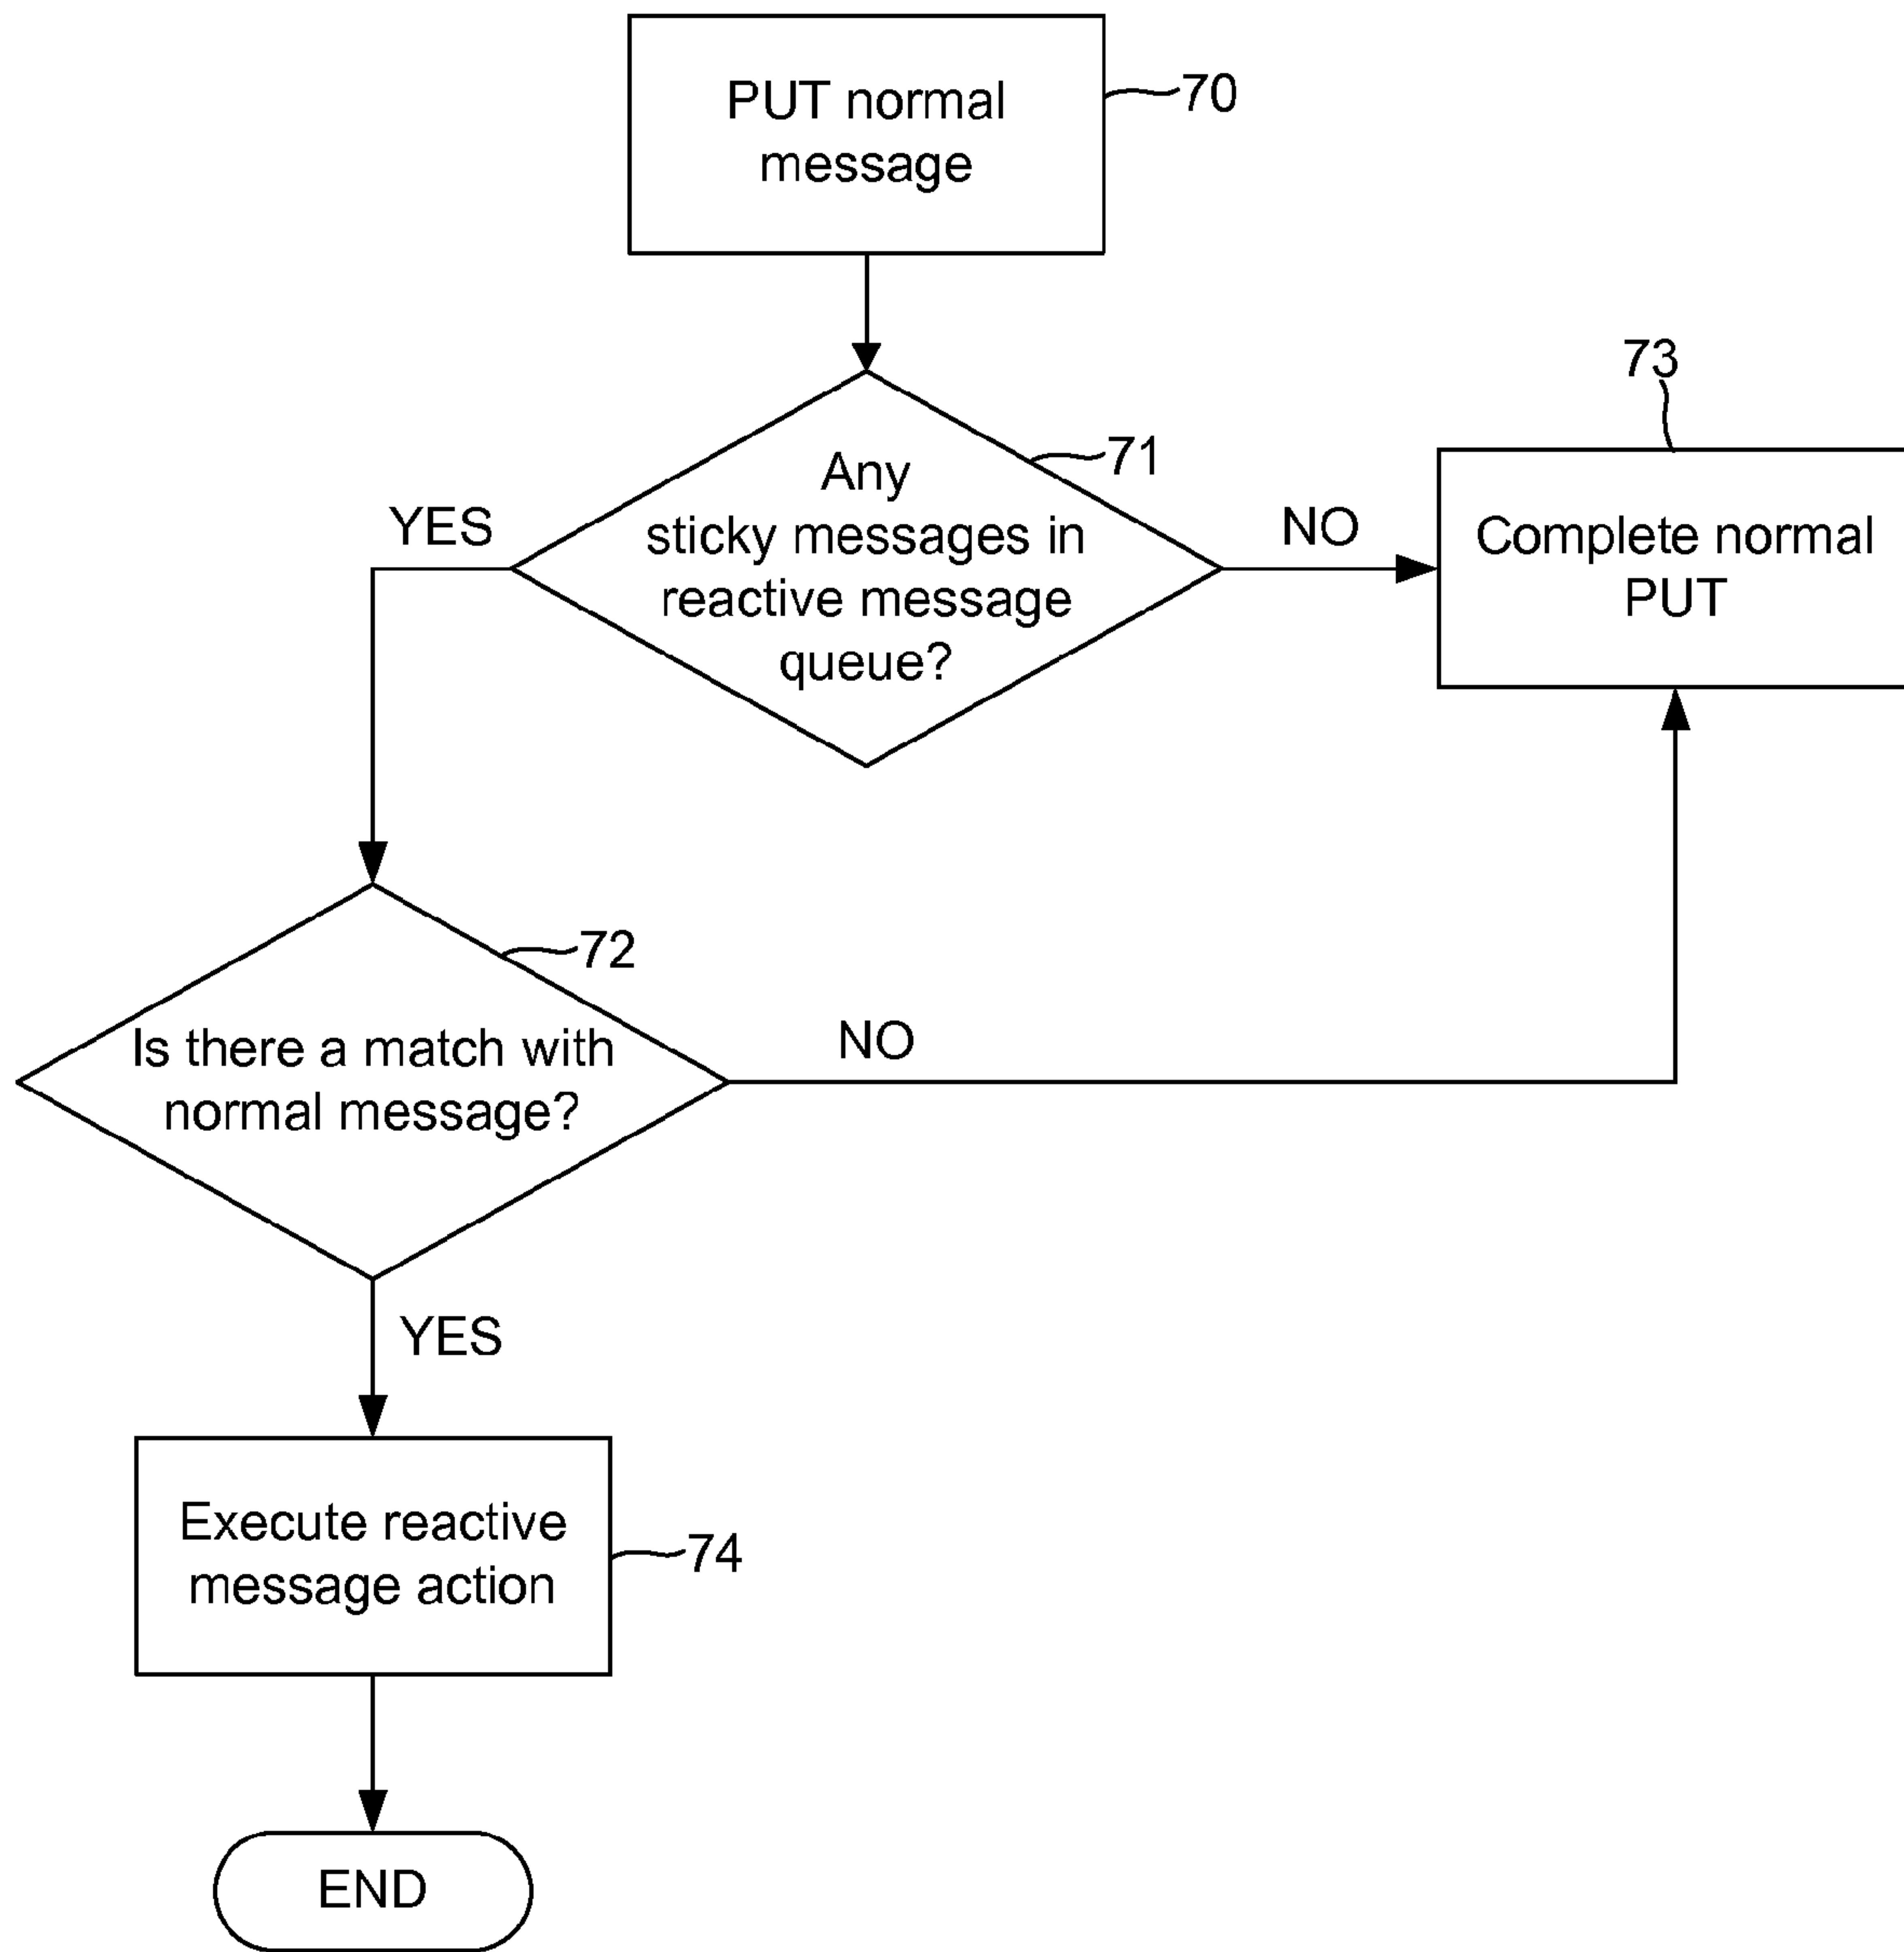 PUT normal
message
70
Any
sticky messages in
reactive message
queue?
71
YES
NO
73
Complete normal
PUT
72
Is there a match with
normal message?
NO
YES
Execute reactive
message action
74
END